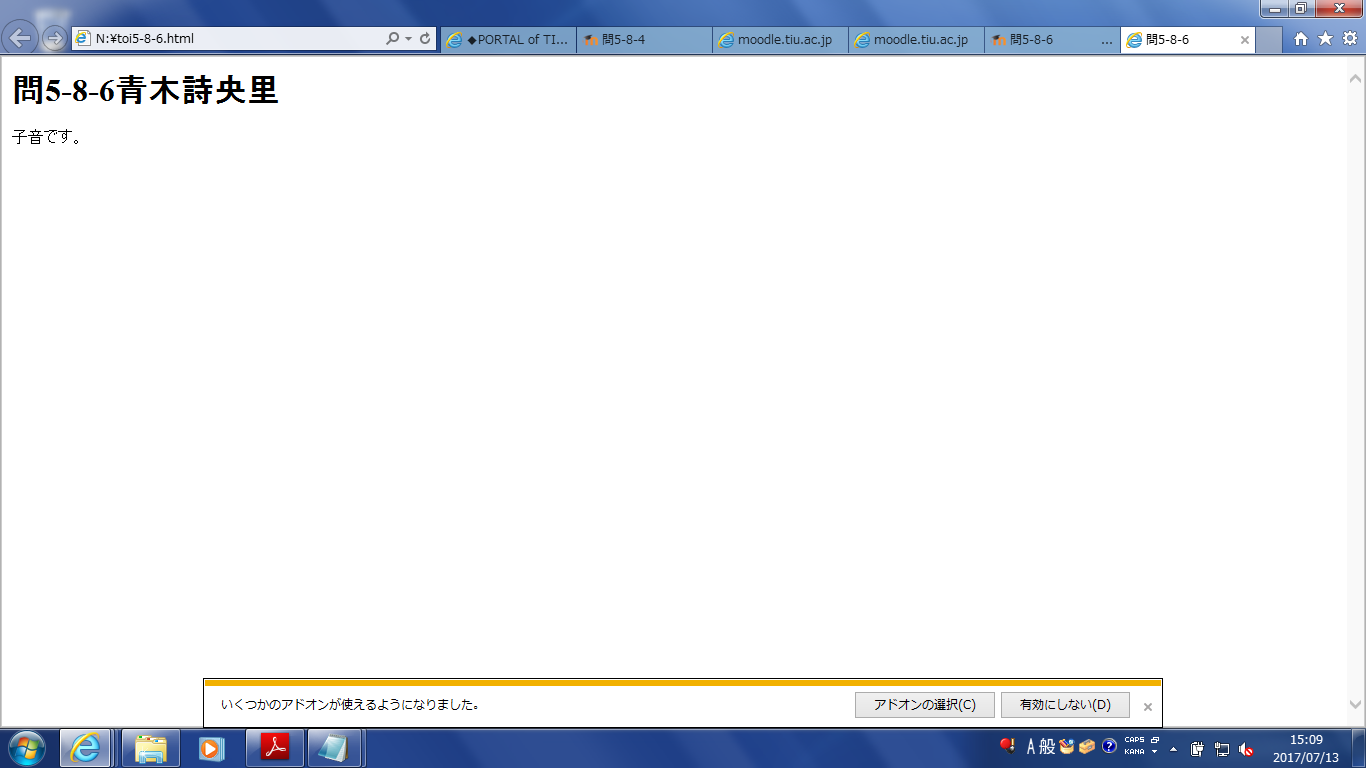 N:¥toi5-8-6.html
◆PORTAL of TI...
問5-8-4
moodle.tiu.ac.jp
moodle.tiu.ac.jp
問5-8-6 ...
問5-8-6
問5-8-6青木詩央里
子音です。
いくつかのアドオンが使えるようになりました。
アドオンの選択(C)
有効にしない(D)
A 般
CAPS
KANA
15:09
2017/07/13